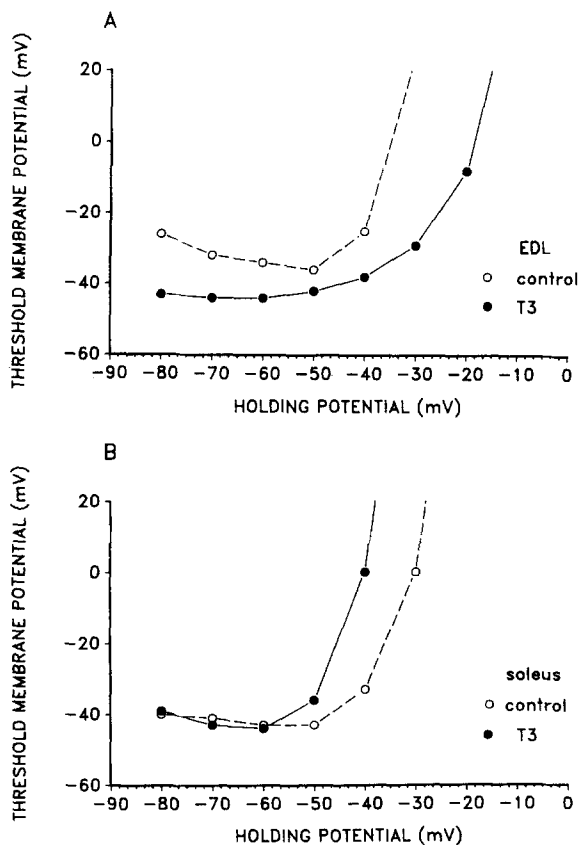 A
THRESHOLD MEMBRANE POTENTIAL (mV)
20
0
−20
−40
−60
−90 −80 −70 −60 −50 −40 −30 −20 −10 0
HOLDING POTENTIAL (mV)
EDL
control
T3
B
THRESHOLD MEMBRANE POTENTIAL (mV)
20
0
−20
−40
−60
−90 −80 −70 −60 −50 −40 −30 −20 −10 0
HOLDING POTENTIAL (mV)
soleus
control
T3